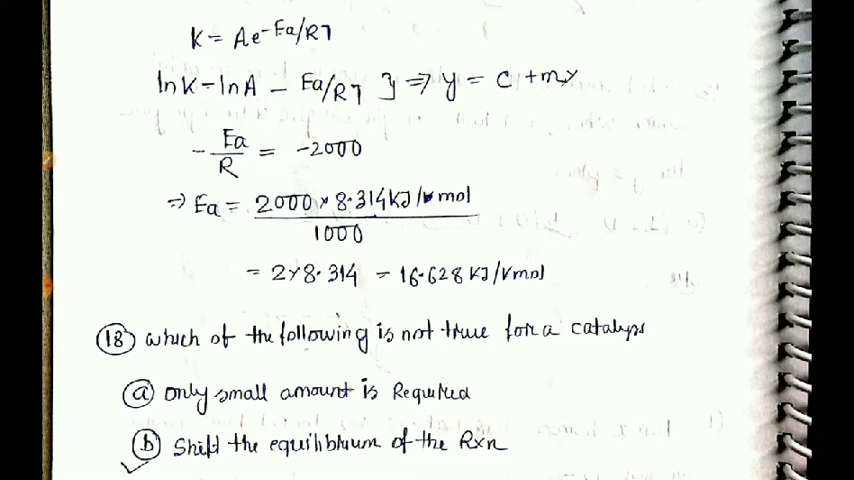 K = Ae^-Ea/RT
lnK = lnA - Ea/RT } ⇒ y = C + mx
- Ea/R = -2000
⇒ Ea = 2000 × 8.314 kJ/mol
1000
= 2 × 8.314 = 16.628 KJ/mol
(18) which of the following is not true for a catalyst
(a) only small amount is Required
(b) Shift the equilibrium of the Rxn